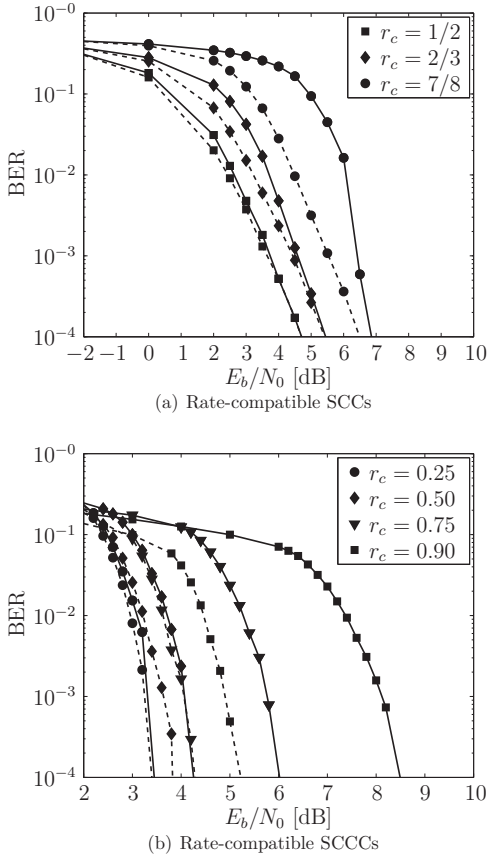 10^{-0}
10^{-1}
10^{-2}
10^{-3}
10^{-4}
BER
r_c = 1/2
r_c = 2/3
r_c = 7/8
−2 −1 0 1 2 3 4 5 6 7 8 9 10
E_b/N_0 [dB]
(a) Rate-compatible SCCs
10^{-0}
10^{-1}
10^{-2}
10^{-3}
10^{-4}
BER
r_c = 0.25
r_c = 0.50
r_c = 0.75
r_c = 0.90
2 3 4 5 6 7 8 9 10
E_b/N_0 [dB]
(b) Rate-compatible SCCCs